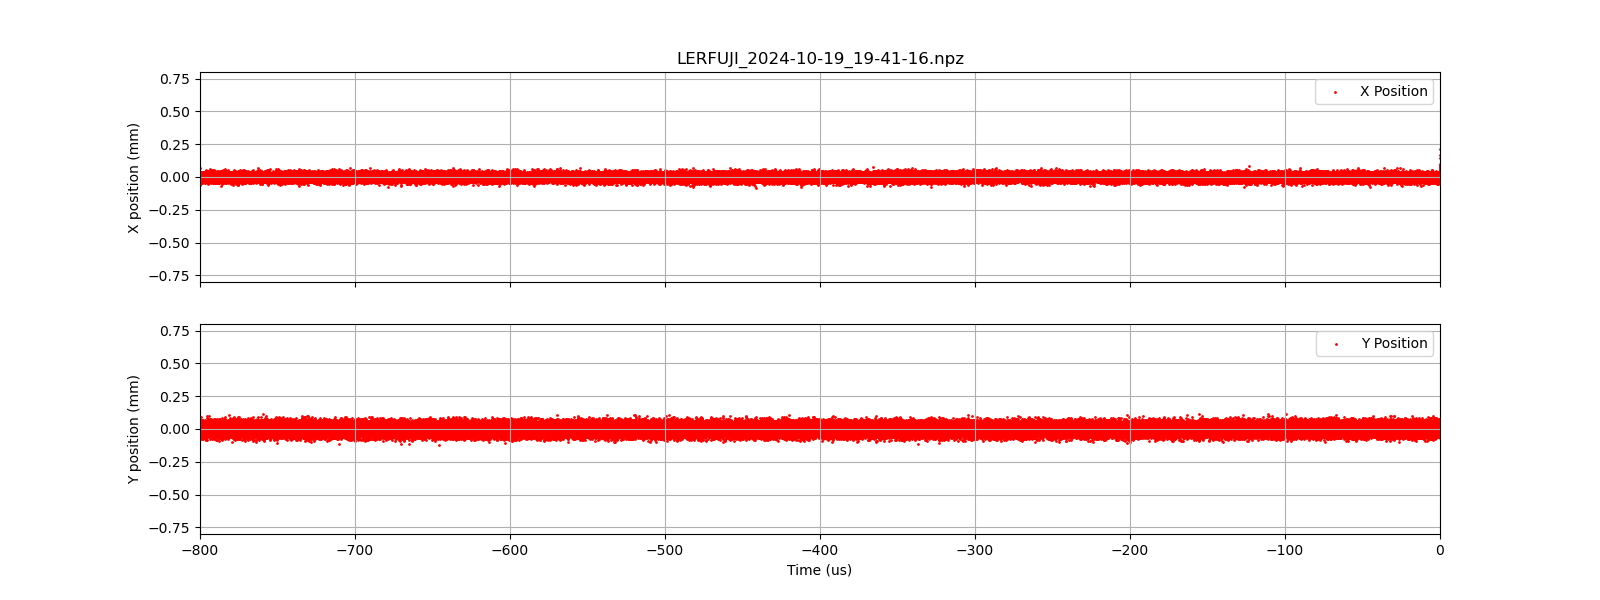 LERFUJI_2024-10-19_19-41-16.npz
0.75
0.50
0.25
0.00
−0.25
−0.50
−0.75
X position (mm)
X Position
0.75
0.50
0.25
0.00
−0.25
−0.50
−0.75
Y position (mm)
Y Position
−800 −700 −600 −500 −400 −300 −200 −100 0
Time (us)